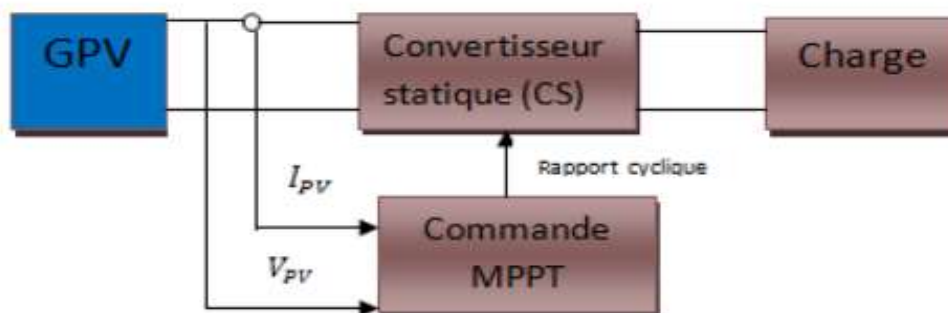 GPV
Convertisseur
statique (CS)
Charge
Rapport cyclique
I_PV
Commande
MPPT
V_PV